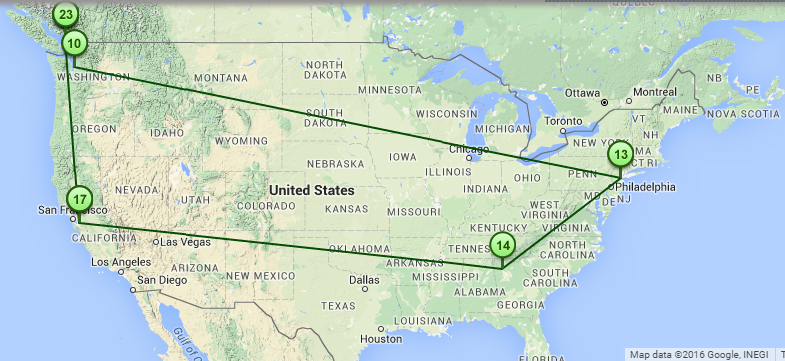 QUEBEC
23
10
WASHINGTON
MONTANA
NORTH
DAKOTA
MINNESOTA
Ottawa
Montreal
NB
PE
MAINE
NOVA SCOTIA
OREGON
IDAHO
WYOMING
SOUTH
DAKOTA
WISCONSIN
MICHIGAN
Toronto
VT
NH
NEW YORK
MA
CT RI
13
Chicago
IOWA
NEBRASKA
ILLINOIS
INDIANA
OHIO
PENN
Philadelphia
MD
DE
NJ
17
San Francisco
NEVADA
UTAH
COLORADO
United States
KANSAS
MISSOURI
WEST
VIRGINIA
KENTUCKY
VIRGINIA
CALIFORNIA
Las Vegas
OKLAHOMA
14
TENNESSEE
NORTH
CAROLINA
Los Angeles
ARIZONA
NEW MEXICO
ARKANSAS
MISSISSIPPI
SOUTH
CAROLINA
San Diego
Dallas
ALABAMA
GEORGIA
TEXAS
LOUISIANA
Houston
Gulf of
FLORIDA
Map data ©2016 Google, INEGI